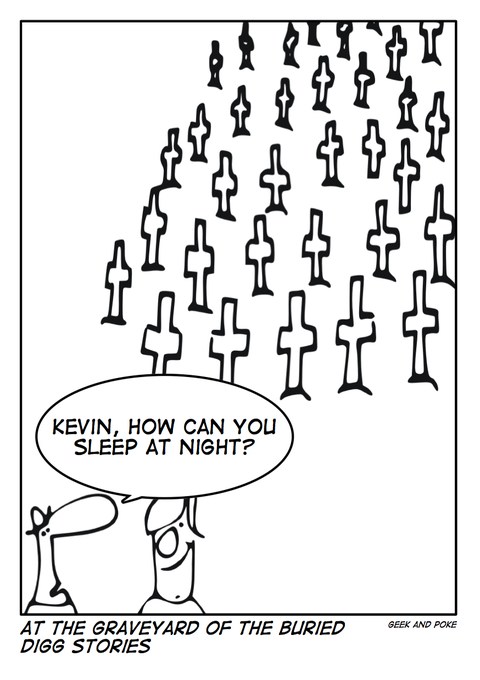 KEVIN, HOW CAN YOU
SLEEP AT NIGHT?
AT THE GRAVEYARD OF THE BURIED
DIGG STORIES
GEEK AND POKE